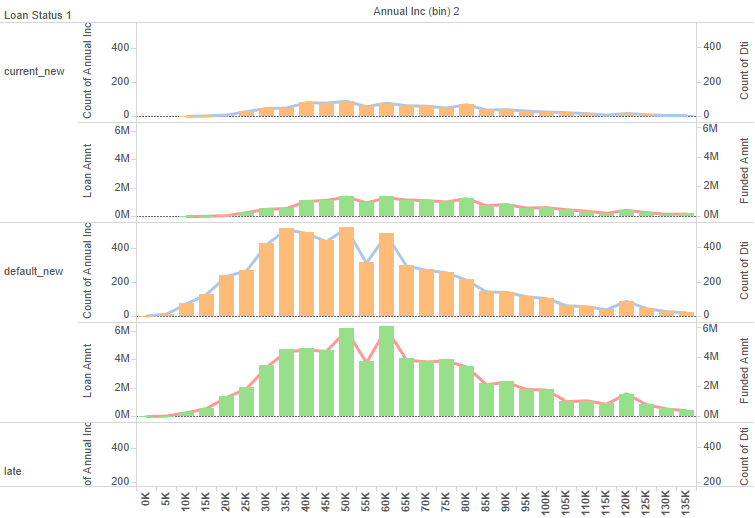 Loan Status 1
Annual Inc (bin) 2
current_new
Count of Annual Inc
400
200
0
400
200
0
Count of Dti
Loan Amnt
6M
4M
2M
0M
6M
4M
2M
0M
Funded Amnt
default_new
Count of Annual Inc
400
200
0
400
200
0
Count of Dti
Loan Amnt
6M
4M
2M
0M
6M
4M
2M
0M
Funded Amnt
late
of Annual Inc
400
200
400
200
Count of Dti
0K 5K 10K 15K 20K 25K 30K 35K 40K 45K 50K 55K 60K 65K 70K 75K 80K 85K 90K 95K 100K 105K 110K 115K 120K 125K 130K 135K